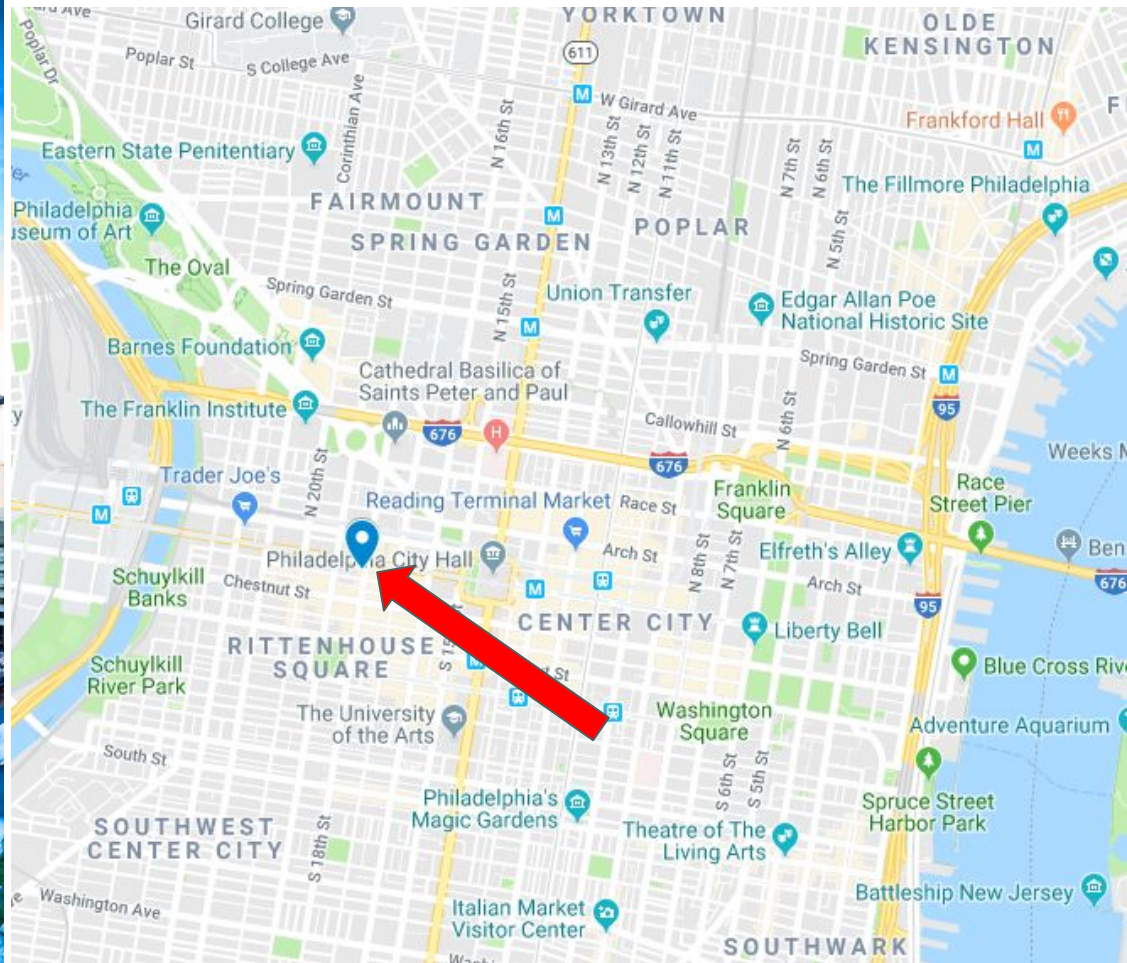 Girard College
YORKTOWN
OLDE
KENSINGTON
Poplar Dr
Poplar St
S College Ave
611
M
W Girard Ave
Corinthian Ave
N 16th St
N 13th St
N 12th St
N 11th St
N 7th St
N 6th St
Frankford Hall
M
Eastern State Penitentiary
The Fillmore Philadelphia
FAIRMOUNT
M
POPLAR
Philadelphia
useum of Art
SPRING GARDEN
N 5th St
The Oval
Spring Garden St
N 15th St
Union Transfer
Edgar Allan Poe
National Historic Site
M
Barnes Foundation
Cathedral Basilica of
Saints Peter and Paul
Spring Garden St
M
The Franklin Institute
95
N 6th St
Callowhill St
676
H
676
Weeks
N 20th St
Trader Joe's
Reading Terminal Market
Race St
Franklin
Square
Race
Street Pier
M
Philadelphia City Hall
Arch St
N 8th St
N 7th St
Elfreth's Alley
Ben
Schuylkill
Banks
Chestnut St
M
Arch St
676
95
CENTER CITY
RITTENHOUSE
SQUARE
S 15
M
Liberty Bell
Schuylkill
River Park
st St
Blue Cross Rive
The University
of the Arts
Washington
Square
Adventure Aquarium
South St
S 6th St
S 5th St
Philadelphia's
Magic Gardens
Spruce Street
Harbor Park
SOUTHWEST
CENTER CITY
S 18th St
Theatre of The
Living Arts
Battleship New Jersey
Washington Ave
Italian Market
Visitor Center
SOUTHWARK